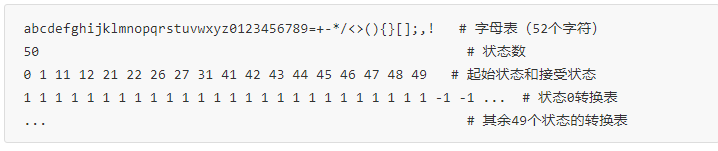 abcdefghijklmnopqrstuvwxyz0123456789=+-*/<>(){}[];,!   # 字母表（52个字符）
50                                                      # 状态数
0 1 11 12 21 22 26 27 31 41 42 43 44 45 46 47 48 49   # 起始状态和接受状态
1 1 1 1 1 1 1 1 1 1 1 1 1 1 1 1 1 1 1 1 1 1 1 1 1 1 -1 -1 ...  # 状态0转换表
...                                                     # 其余49个状态的转换表